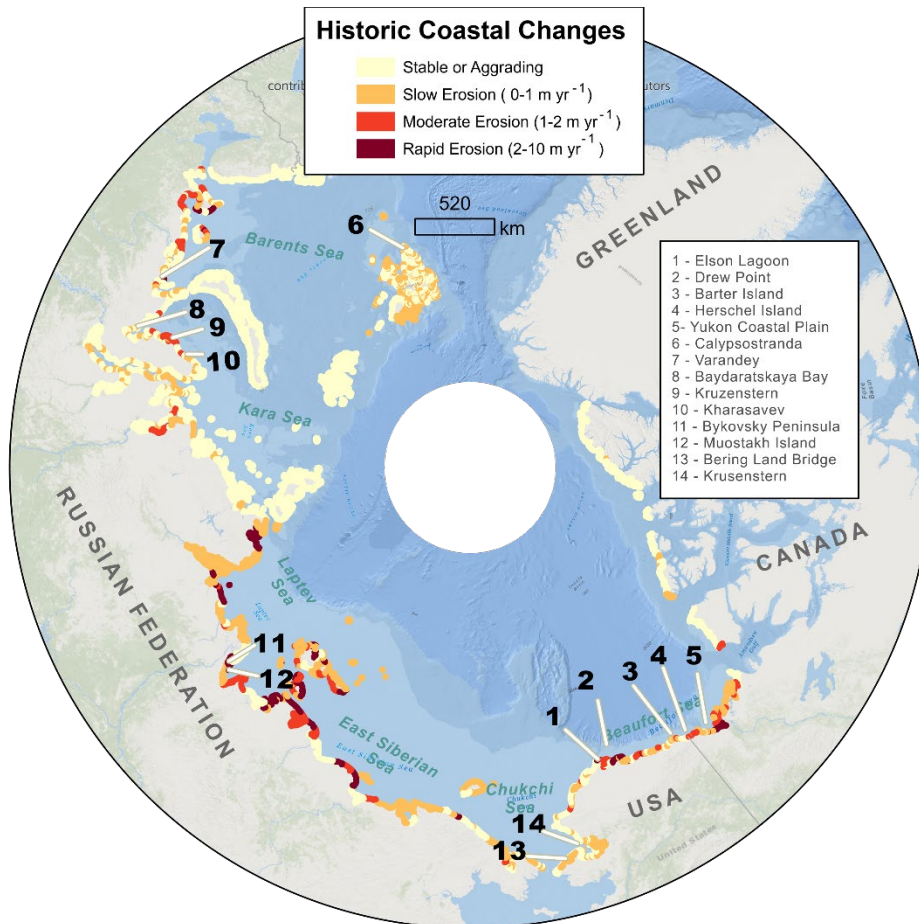 Historic Coastal Changes
Stable or Aggrading
Slow Erosion ( 0-1 m yr⁻¹)
Moderate Erosion (1-2 m yr⁻¹)
Rapid Erosion (2-10 m yr⁻¹)
contrib
utors
520
km
GREENLAND
Barents Sea
6
7
8
9
10
Kara Sea
1 - Elson Lagoon
2 - Drew Point
3 - Barter Island
4 - Herschel Island
5- Yukon Coastal Plain
6 - Calypsostranda
7 - Varandey
8 - Baydaratskaya Bay
9 - Kruzenstern
10 - Kharasavev
11 - Bykovsky Peninsula
12 - Muostakh Island
13 - Bering Land Bridge
14 - Krusenstern
RUSSIAN FEDERATION
CANADA
Laptev
Sea
11
12
1
2
3
4
5
Beaufort Sea
East Siberian
Sea
Chukchi
Sea
USA
United States
14
13